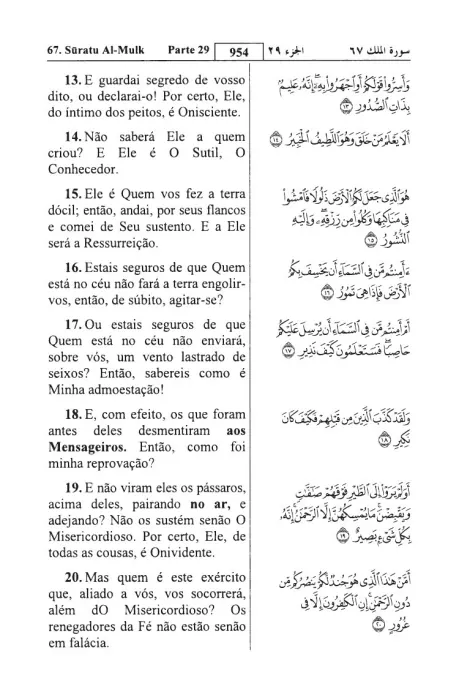 67. Sūratu Al-Mulk Parte 29 954 الجزء ٢٩ سورة الملك ٦٧
13. E guardai segredo de vosso
dito, ou declarai-o! Por certo, Ele,
do íntimo dos peitos, é Onisciente.
14. Não saberá Ele a quem
criou? E Ele é O Sutil, O
Conhecedor.
15. Ele é Quem vos fez a terra
dócil; então, andai, por seus flancos
e comei de Seu sustento. E a Ele
será a Ressurreição.
16. Estais seguros de que Quem
está no céu não fará a terra engolir-
vos, então, de súbito, agitar-se?
17. Ou estais seguros de que
Quem está no céu não enviará,
sobre vós, um vento lastrado de
seixos? Então, sabereis como é
Minha admoestação!
18. E, com efeito, os que foram
antes deles desmentiram aos
Mensageiros. Então, como foi
minha reprovação?
19. E não viram eles os pássaros,
acima deles, pairando no ar, e
adejando? Não os sustém senão O
Misericordioso. Por certo, Ele, de
todas as cousas, é Onividente.
20. Mas quem é este exército
que, aliado a vós, vos socorrerá,
além dO Misericordioso? Os
renegadores da Fé não estão senão
em falácia.
وَأَسِرُّوا۟ قَوْلَكُمْ أَوِ ٱجْهَرُوا۟ بِهِۦٓ إِنَّهُۥ عَلِيمٌۢ
بِذَاتِ ٱلصُّدُورِ ١٣
أَلَا يَعْلَمُ مَنْ خَلَقَ وَهُوَ ٱللَّطِيفُ ٱلْخَبِيرُ ١٤
هُوَ ٱلَّذِى جَعَلَ لَكُمُ ٱلْأَرْضَ ذَلُولًا فَٱمْشُوا۟
فِى مَنَاكِبِهَا وَكُلُوا۟ مِن رِّزْقِهِۦ وَإِلَيْهِ
ٱلنُّشُورُ ١٥
ءَأَمِنتُم مَّن فِى ٱلسَّمَآءِ أَن يَخْسِفَ بِكُمُ
ٱلْأَرْضَ فَإِذَا هِىَ تَمُورُ ١٦
أَمْ أَمِنتُم مَّن فِى ٱلسَّمَآءِ أَن يُرْسِلَ عَلَيْكُمْ
حَاصِبًا فَسَتَعْلَمُونَ كَيْفَ نَذِيرِ ١٧
وَلَقَدْ كَذَّبَ ٱلَّذِينَ مِن قَبْلِهِمْ فَكَيْفَ كَانَ
نَكِيرِ ١٨
أَوَلَمْ يَرَوْا۟ إِلَى ٱلطَّيْرِ فَوْقَهُمْ صَٰٓفَّٰتٍ
وَيَقْبِضْنَ مَا يُمْسِكُهُنَّ إِلَّا ٱلرَّحْمَٰنُ إِنَّهُۥ
بِكُلِّ شَىْءٍۭ بَصِيرٌ ١٩
أَمَّنْ هَٰذَا ٱلَّذِى هُوَ جُندٌ لَّكُمْ يَنصُرُكُم مِّن
دُونِ ٱلرَّحْمَٰنِ إِنِ ٱلْكَٰفِرُونَ إِلَّا فِى
غُرُورٍ ٢٠